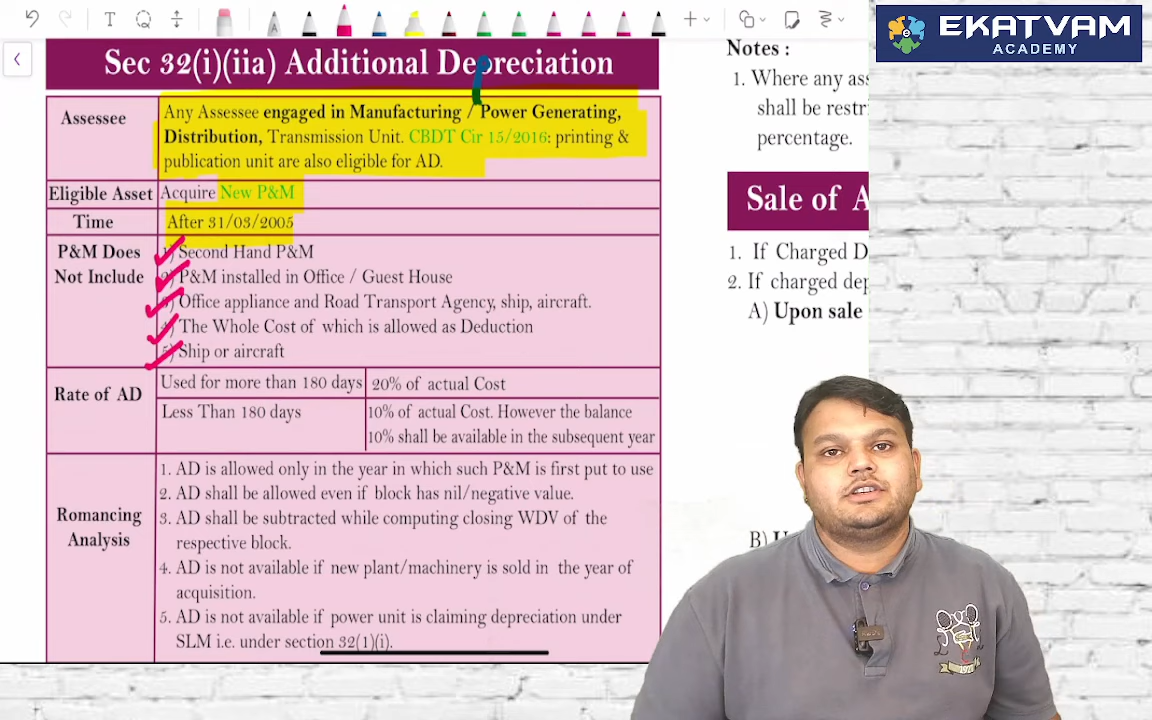 EKATVAM
ACADEMY
Sec 32(i)(iia) Additional Depreciation
Assessee
Any Assessee engaged in Manufacturing / Power Generating,
Distribution, Transmission Unit. CBDT Cir 15/2016: printing &
publication unit are also eligible for AD.
Eligible Asset
Acquire New P&M
Time
After 31/03/2005
P&M Does
Not Include
1) Second Hand P&M
2) P&M installed in Office / Guest House
3) Office appliance and Road Transport Agency, ship, aircraft.
4) The Whole Cost of which is allowed as Deduction
5) Ship or aircraft
Rate of AD
Used for more than 180 days
20% of actual Cost
Less Than 180 days
10% of actual Cost. However the balance
10% shall be available in the subsequent year
Romancing
Analysis
1. AD is allowed only in the year in which such P&M is first put to use
2. AD shall be allowed even if block has nil/negative value.
3. AD shall be subtracted while computing closing WDV of the
respective block.
4. AD is not available if new plant/machinery is sold in the year of
acquisition.
5. AD is not available if power unit is claiming depreciation under
SLM i.e. under section 32(1)(i).
Notes :
1. Where any ass
shall be restr
percentage.
Sale of A
1. If Charged D
2. If charged dep
A) Upon sale
B) U